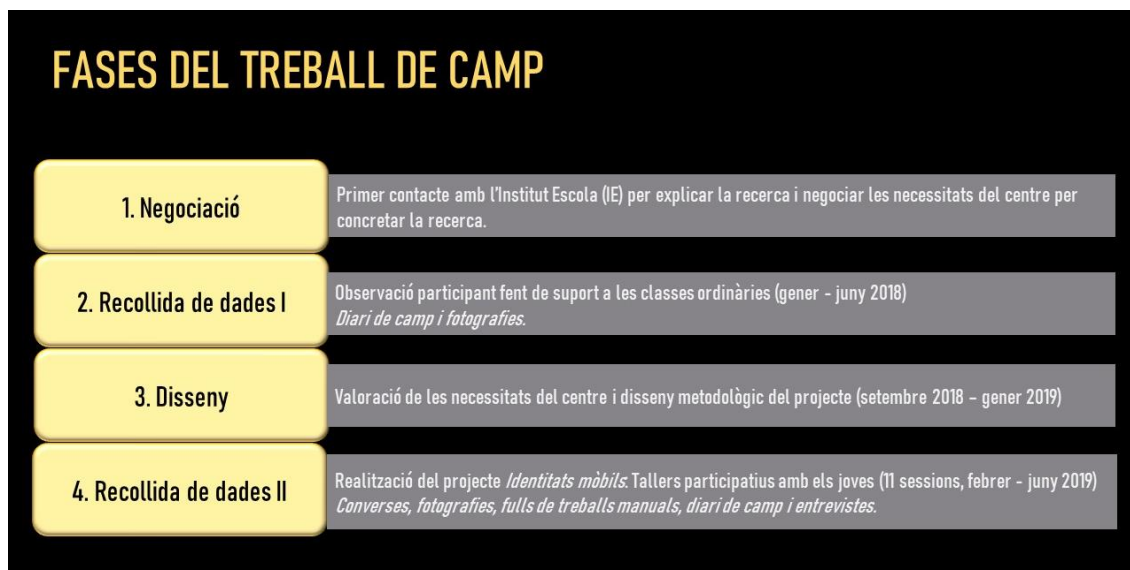 FASES DEL TREBALL DE CAMP
1. Negociació
Primer contacte amb l'Institut Escola (IE) per explicar la recerca i negociar les necessitats del centre per
concretar la recerca.
2. Recollida de dades I
Observació participant fent de suport a les classes ordinàries (gener - juny 2018)
Diari de camp i fotografies.
3. Disseny
Valoració de les necessitats del centre i disseny metodològic del projecte (setembre 2018 – gener 2019)
4. Recollida de dades II
Realització del projecte Identitats mòbils: Tallers participatius amb els joves (11 sessions, febrer - juny 2019)
Converses, fotografies, fulls de treballs manuals, diari de camp i entrevistes.